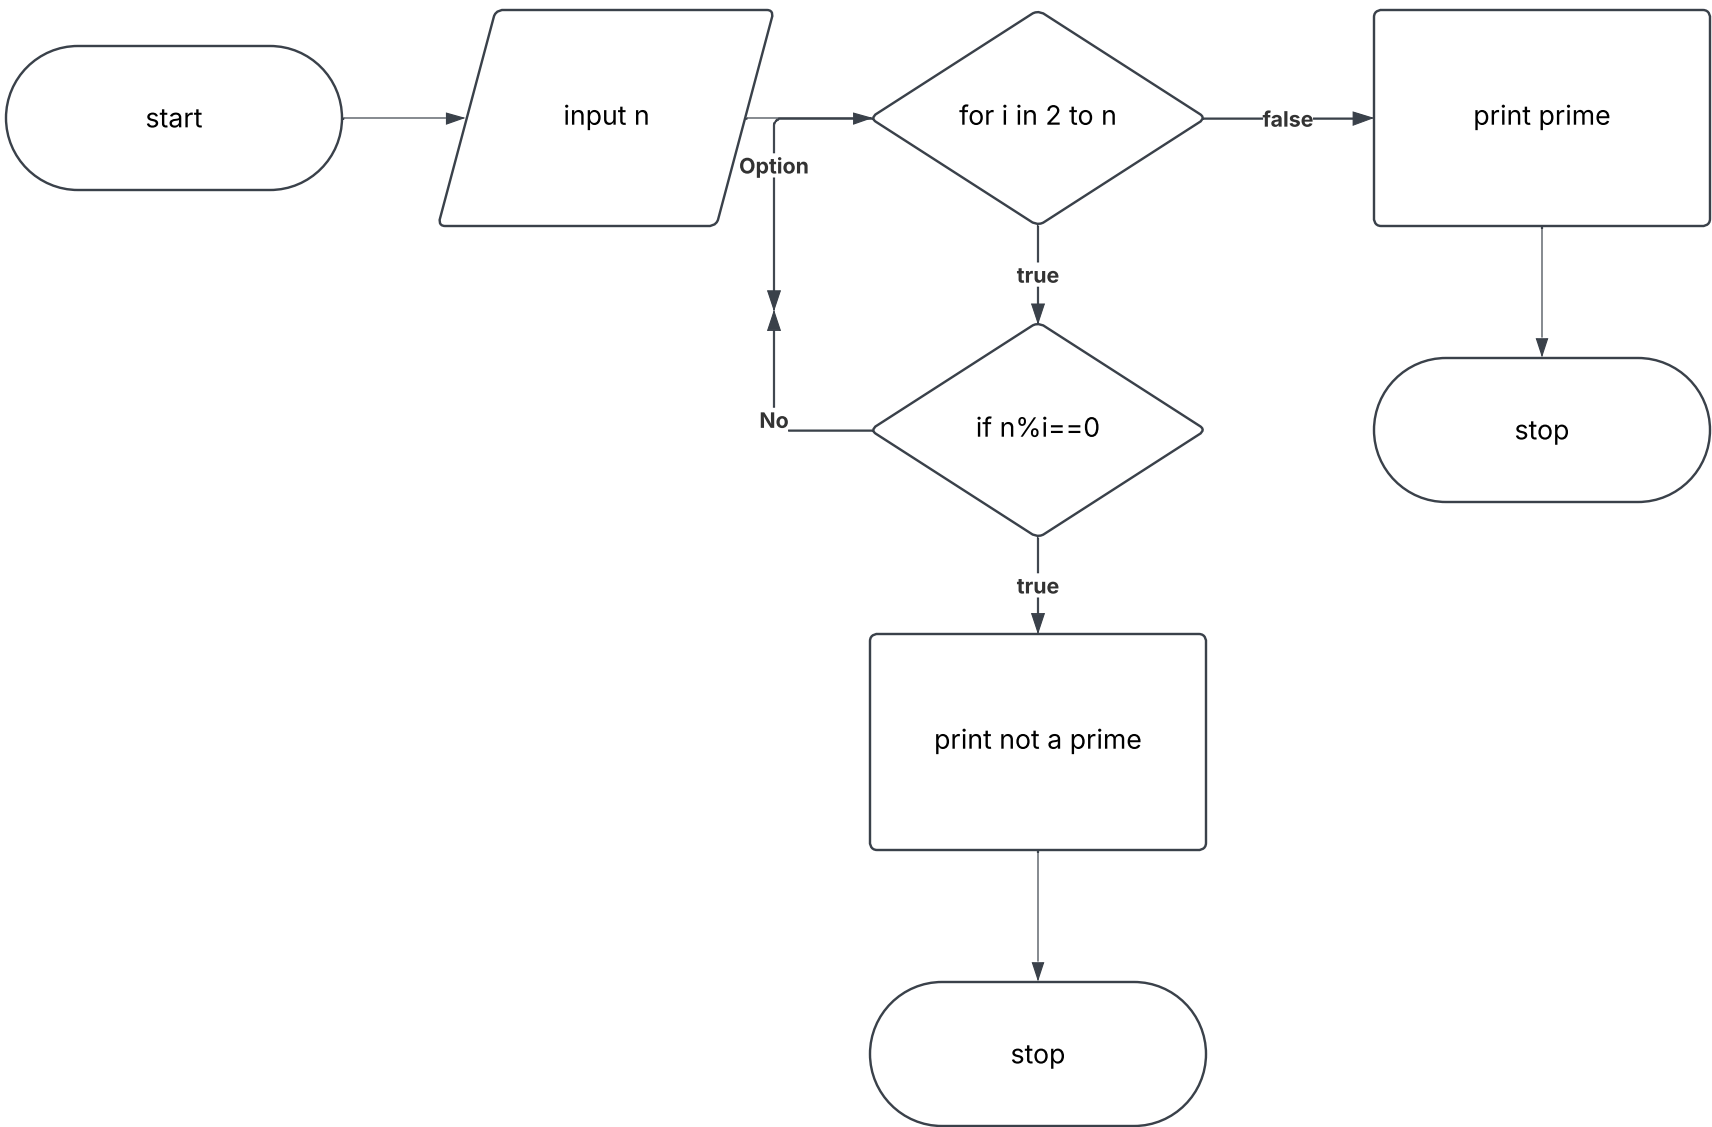 start
input n
for i in 2 to n
false
print prime
Option
true
No
if n%i==0
stop
true
print not a prime
stop